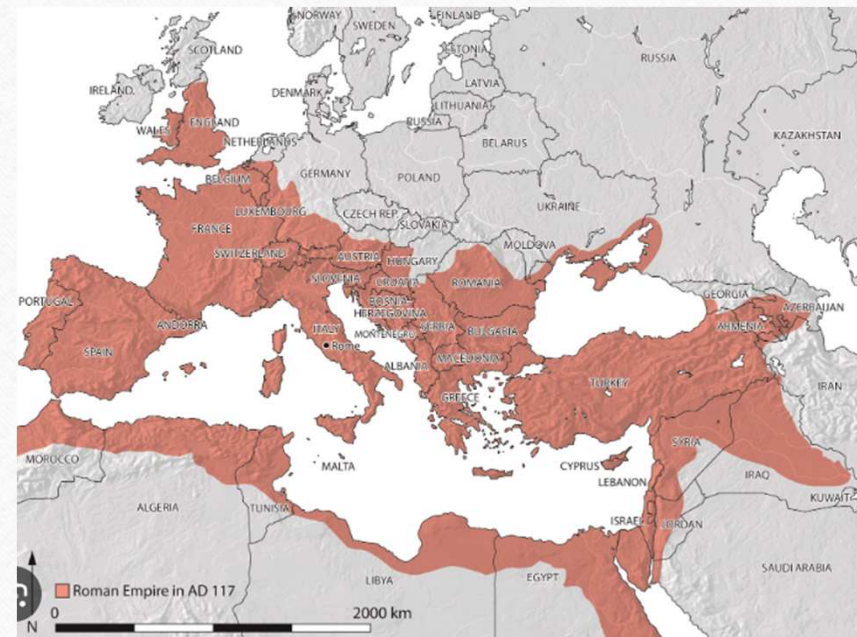 NORWAY
SWEDEN
FINLAND
SCOTLAND
ESTONIA
RUSSIA
IRELAND
DENMARK
LATVIA
LITHUANIA
RUSSIA
KAZAKHSTAN
WALES
ENGLAND
NETHERLANDS
BELARUS
BELGIUM
GERMANY
POLAND
LUXEMBOURG
UKRAINE
CZECH REP.
SLOVAKIA
FRANCE
MOLDOVA
SWITZERLAND
AUSTRIA
HUNGARY
SLOVENIA
CROATIA
ROMANIA
GEORGIA
PORTUGAL
ANDORRA
BOSNIA
HERZEGOVINA
AZERBAIJAN
ITALY
MONTENEGRO
SERBIA
BULGARIA
ARMENIA
Rome
SPAIN
ALBANIA
MACEDONIA
TURKEY
IRAN
GREECE
SYRIA
MOROCCO
MALTA
CYPRUS
LEBANON
IRAQ
KUWAIT
ALGERIA
TUNISIA
ISRAEL
JORDAN
SAUDI ARABIA
LIBYA
EGYPT
Roman Empire in AD 117
0 2000 km
N